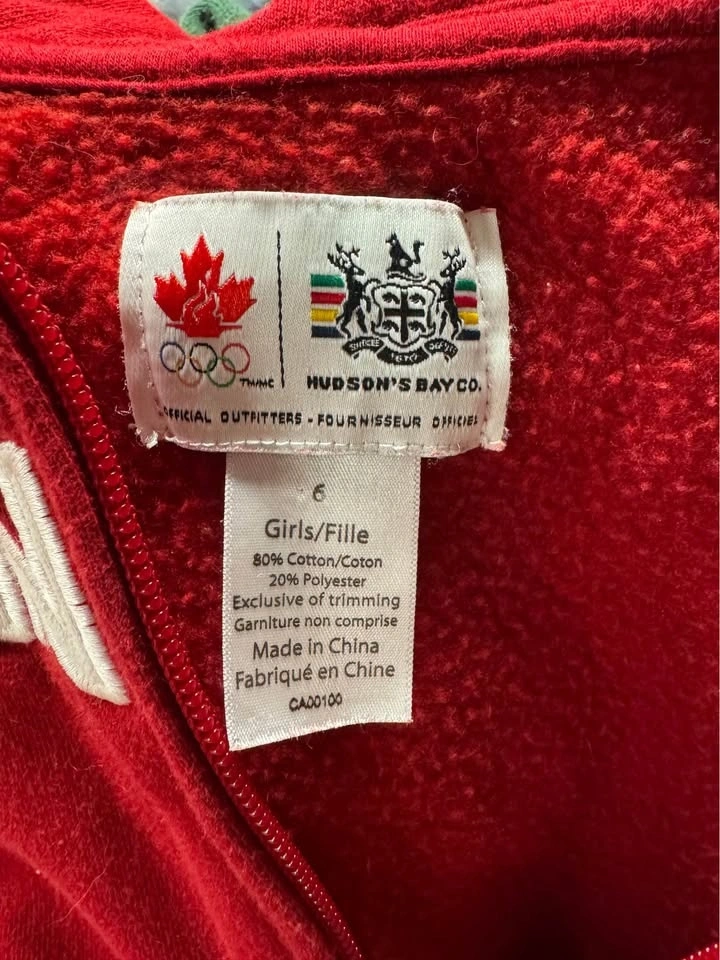 TM/MC
HUDSON'S BAY CO.
OFFICIAL OUTFITTERS - FOURNISSEUR OFFICIEL
6
Girls/Fille
80% Cotton/Coton
20% Polyester
Exclusive of trimming
Garniture non comprise
Made in China
Fabriqué en Chine
CA00100